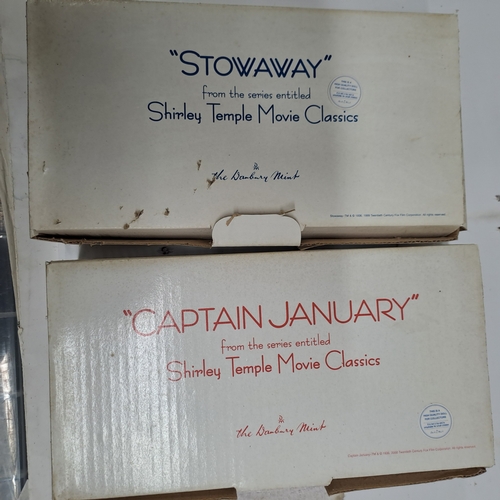 "STOWAWAY"
from the series entitled
Shirley Temple Movie Classics
the Danbury Mint
"CAPTAIN JANUARY"
from the series entitled
Shirley Temple Movie Classics
the Danbury Mint